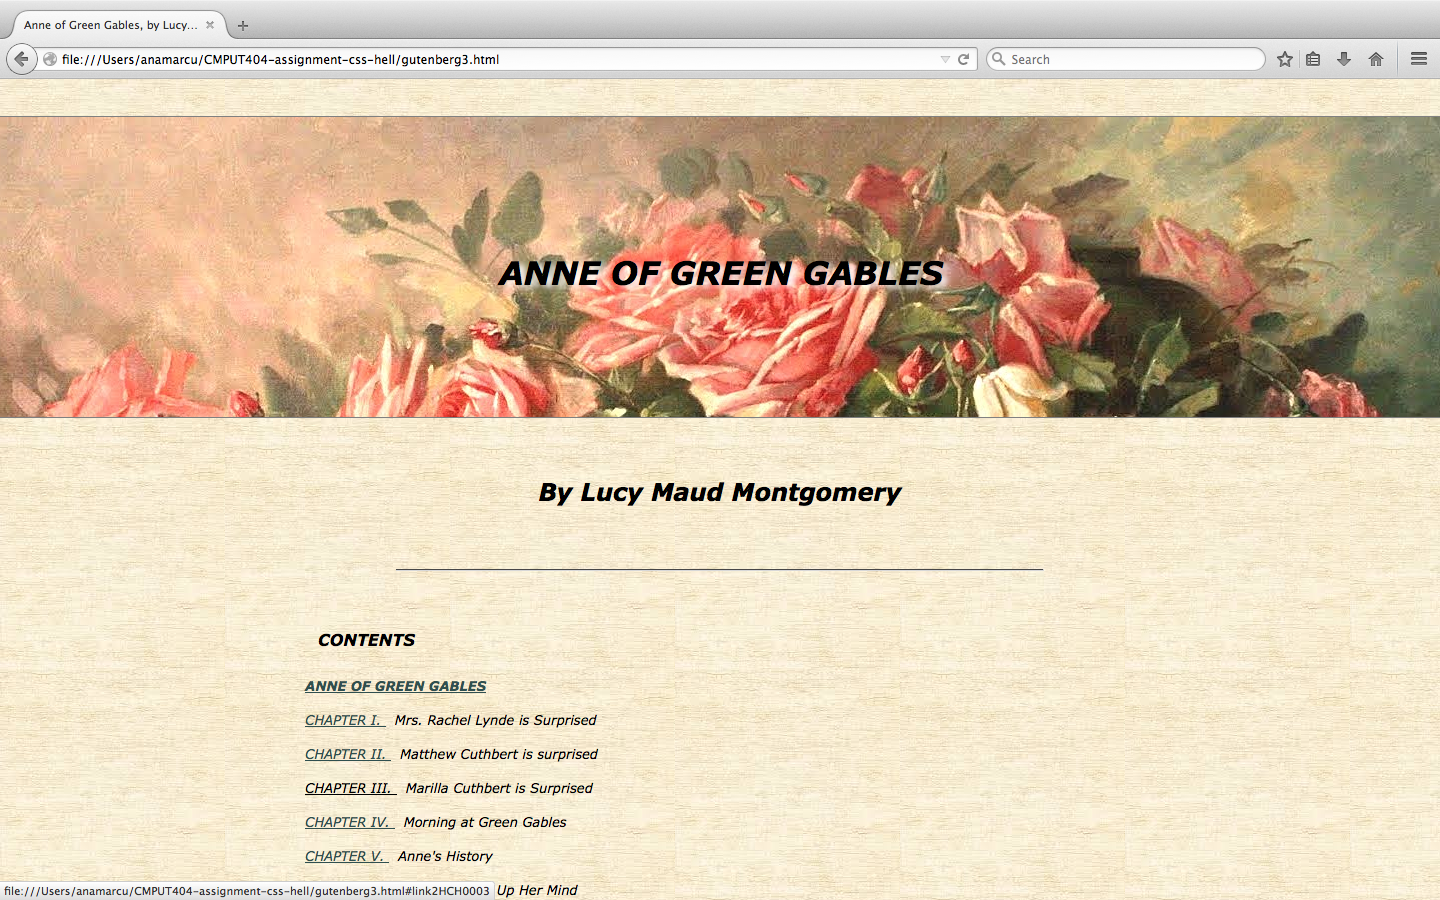 Anne of Green Gables, by Lucy...
file:///Users/anamarcu/CMPUT404-assignment-css-hell/gutenberg3.html
Search
ANNE OF GREEN GABLES
By Lucy Maud Montgomery
CONTENTS
ANNE OF GREEN GABLES
CHAPTER I. Mrs. Rachel Lynde is Surprised
CHAPTER II. Matthew Cuthbert is surprised
CHAPTER III. Marilla Cuthbert is Surprised
CHAPTER IV. Morning at Green Gables
CHAPTER V. Anne's History
Up Her Mind
file:///Users/anamarcu/CMPUT404-assignment-css-hell/gutenberg3.html#link2HCH0003